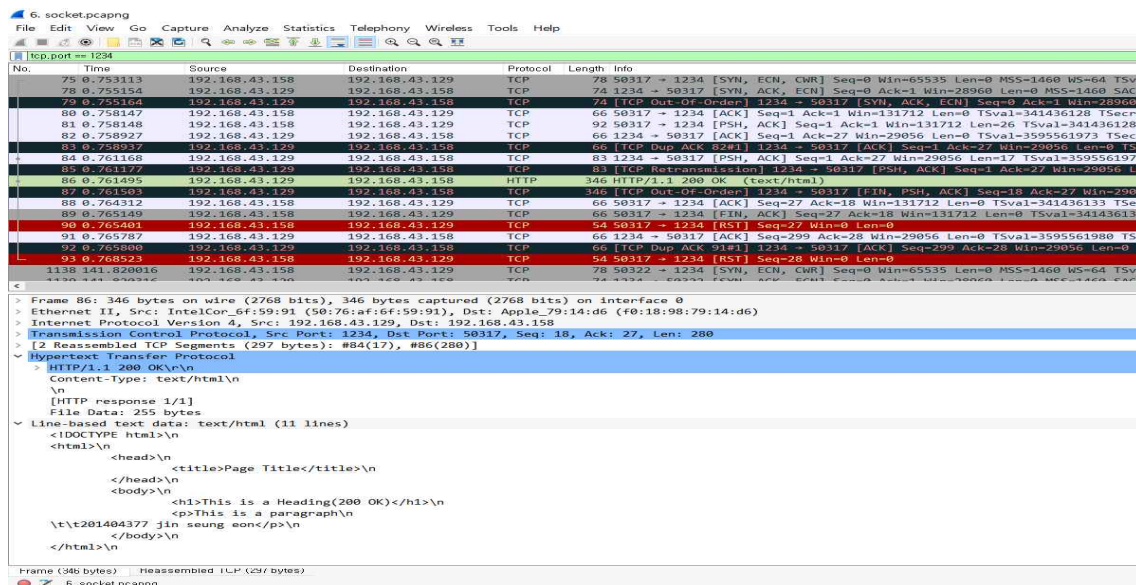 6. socket.pcapng
File Edit View Go Capture Analyze Statistics Telephony Wireless Tools Help
tcp.port == 1234
No. Time Source Destination Protocol Length Info
75 0.753113 192.168.43.158 192.168.43.129 TCP 78 50317 → 1234 [SYN, ECN, CWR] Seq=0 Win=65535 Len=0 MSS=1460 WS=64 TSv
78 0.755154 192.168.43.129 192.168.43.158 TCP 74 1234 → 50317 [SYN, ACK, ECN] Seq=0 Ack=1 Win=28960 Len=0 MSS=1460 SAC
79 0.755164 192.168.43.129 192.168.43.158 TCP 74 [TCP Out-Of-Order] 1234 → 50317 [SYN, ACK, ECN] Seq=0 Ack=1 Win=28960
80 0.758147 192.168.43.158 192.168.43.129 TCP 66 50317 → 1234 [ACK] Seq=1 Ack=1 Win=131712 Len=0 TSval=341436128 TSecr
81 0.758148 192.168.43.158 192.168.43.129 TCP 92 50317 → 1234 [PSH, ACK] Seq=1 Ack=1 Win=131712 Len=26 TSval=341436128
82 0.758927 192.168.43.129 192.168.43.158 TCP 66 1234 → 50317 [ACK] Seq=1 Ack=27 Win=29056 Len=0 TSval=3595561973 TSec
83 0.758937 192.168.43.129 192.168.43.158 TCP 66 [TCP Dup ACK 82#1] 1234 → 50317 [ACK] Seq=1 Ack=27 Win=29056 Len=0 TS
84 0.761168 192.168.43.129 192.168.43.158 TCP 83 1234 → 50317 [PSH, ACK] Seq=1 Ack=27 Win=29056 Len=17 TSval=359556197
85 0.761177 192.168.43.129 192.168.43.158 TCP 83 [TCP Retransmission] 1234 → 50317 [PSH, ACK] Seq=1 Ack=27 Win=29056 L
86 0.761495 192.168.43.129 192.168.43.158 HTTP 346 HTTP/1.1 200 OK (text/html)
87 0.761503 192.168.43.129 192.168.43.158 TCP 346 [TCP Out-Of-Order] 1234 → 50317 [FIN, PSH, ACK] Seq=18 Ack=27 Win=290
88 0.764312 192.168.43.158 192.168.43.129 TCP 66 50317 → 1234 [ACK] Seq=27 Ack=18 Win=131712 Len=0 TSval=341436133 TSe
89 0.765149 192.168.43.158 192.168.43.129 TCP 66 50317 → 1234 [FIN, ACK] Seq=27 Ack=18 Win=131712 Len=0 TSval=34143613
90 0.765401 192.168.43.158 192.168.43.129 TCP 54 50317 → 1234 [RST] Seq=27 Win=0 Len=0
91 0.765787 192.168.43.129 192.168.43.158 TCP 66 1234 → 50317 [ACK] Seq=299 Ack=28 Win=29056 Len=0 TSval=3595561980 TS
92 0.765800 192.168.43.129 192.168.43.158 TCP 66 [TCP Dup ACK 91#1] 1234 → 50317 [ACK] Seq=299 Ack=28 Win=29056 Len=0
93 0.768523 192.168.43.158 192.168.43.129 TCP 54 50317 → 1234 [RST] Seq=28 Win=0 Len=0
1138 141.820016 192.168.43.158 192.168.43.129 TCP 78 50322 → 1234 [SYN, ECN, CWR] Seq=0 Win=65535 Len=0 MSS=1460 WS=64 TSv
> Frame 86: 346 bytes on wire (2768 bits), 346 bytes captured (2768 bits) on interface 0
> Ethernet II, Src: IntelCor_6f:59:91 (50:76:af:6f:59:91), Dst: Apple_79:14:d6 (f0:18:98:79:14:d6)
> Internet Protocol Version 4, Src: 192.168.43.129, Dst: 192.168.43.158
> Transmission Control Protocol, Src Port: 1234, Dst Port: 50317, Seq: 18, Ack: 27, Len: 280
> [2 Reassembled TCP Segments (297 bytes): #84(17), #86(280)]
Hypertext Transfer Protocol
> HTTP/1.1 200 OK\r\n
Content-Type: text/html\n
\n
[HTTP response 1/1]
File Data: 255 bytes
Line-based text data: text/html (11 lines)
<!DOCTYPE html>\n
<html>\n
<head>\n
<title>Page Title</title>\n
</head>\n
<body>\n
<h1>This is a Heading(200 OK)</h1>\n
<p>This is a paragraph\n
\t\t201404377 jin seung eon</p>\n
</body>\n
</html>\n
Frame (346 bytes) Reassembled TCP (297 bytes)
6. socket.pcapng